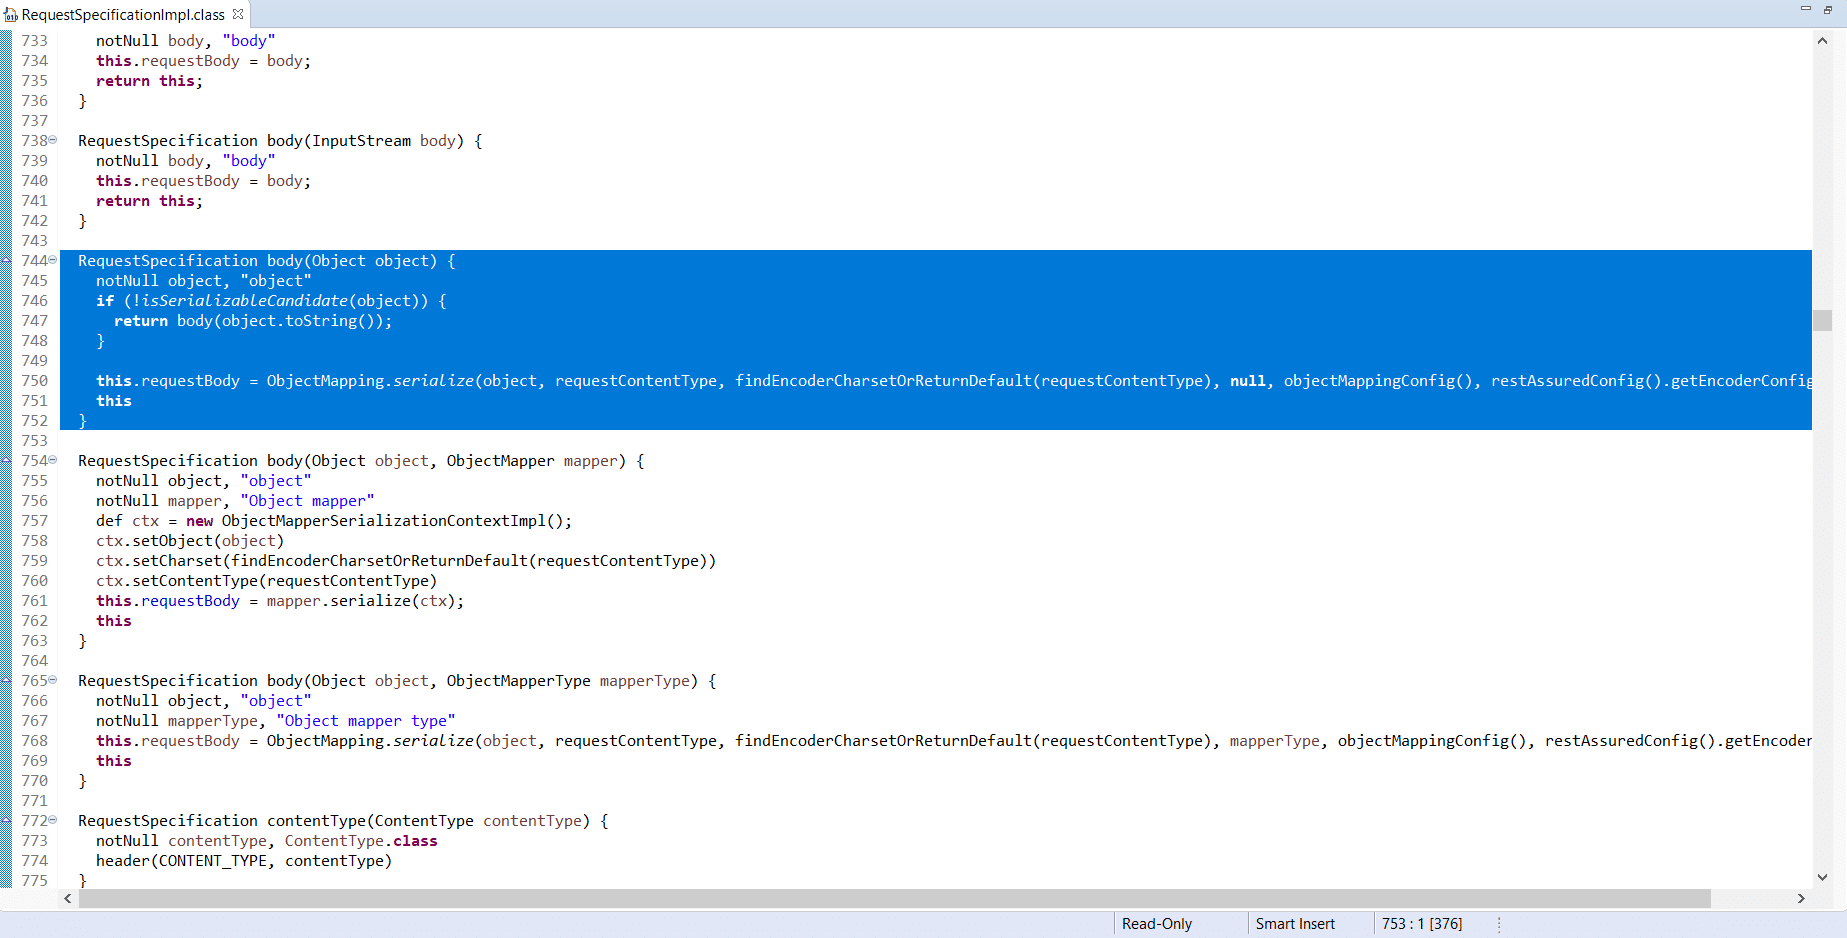 RequestSpecificationImpl.class
733 notNull body, "body"
734 this.requestBody = body;
735 return this;
736 }
737
738 RequestSpecification body(InputStream body) {
739 notNull body, "body"
740 this.requestBody = body;
741 return this;
742 }
743
744 RequestSpecification body(Object object) {
745 notNull object, "object"
746 if (!isSerializableCandidate(object)) {
747 return body(object.toString());
748 }
749
750 this.requestBody = ObjectMapping.serialize(object, requestContentType, findEncoderCharsetOrReturnDefault(requestContentType), null, objectMappingConfig(), restAssuredConfig().getEncoderConfig
751 this
752 }
753
754 RequestSpecification body(Object object, ObjectMapper mapper) {
755 notNull object, "object"
756 notNull mapper, "Object mapper"
757 def ctx = new ObjectMapperSerializationContextImpl();
758 ctx.setObject(object)
759 ctx.setCharset(findEncoderCharsetOrReturnDefault(requestContentType))
760 ctx.setContentType(requestContentType)
761 this.requestBody = mapper.serialize(ctx);
762 this
763 }
764
765 RequestSpecification body(Object object, ObjectMapperType mapperType) {
766 notNull object, "object"
767 notNull mapperType, "Object mapper type"
768 this.requestBody = ObjectMapping.serialize(object, requestContentType, findEncoderCharsetOrReturnDefault(requestContentType), mapperType, objectMappingConfig(), restAssuredConfig().getEncoder
769 this
770 }
771
772 RequestSpecification contentType(ContentType contentType) {
773 notNull contentType, ContentType.class
774 header(CONTENT_TYPE, contentType)
775 }
Read-Only Smart Insert 753 : 1 [376]